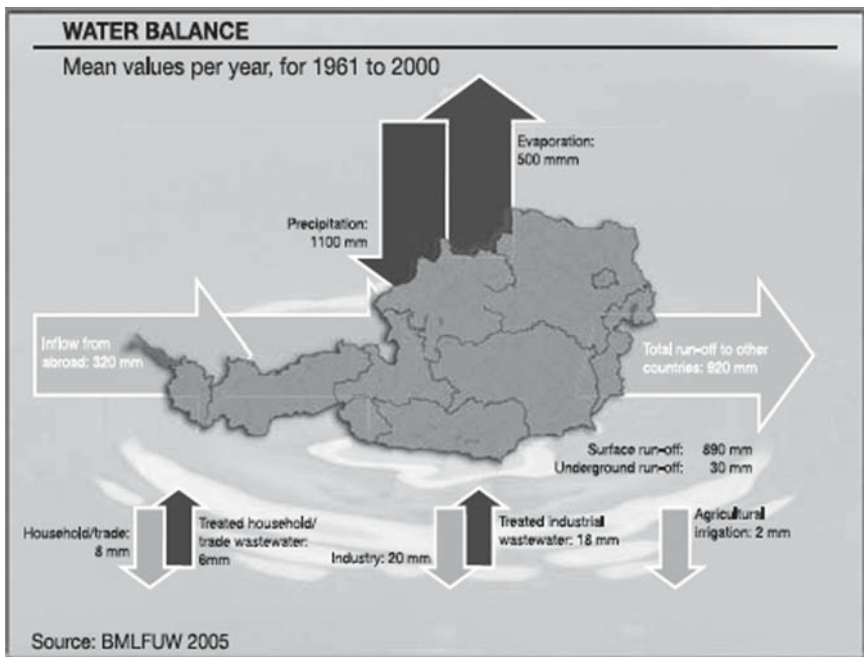 WATER BALANCE
Mean values per year, for 1961 to 2000
Evaporation:
500 mmm
Precipitation:
1100 mm
Inflow from
abroad: 320 mm
Total run-off to other
countries: 920 mm
Surface run-off: 890 mm
Underground run-off: 30 mm
Household/trade:
8 mm
Treated household/
trade wastewater:
6mm
Industry: 20 mm
Treated industrial
wastewater: 18 mm
Agricultural
irrigation: 2 mm
Source: BMLFUW 2005